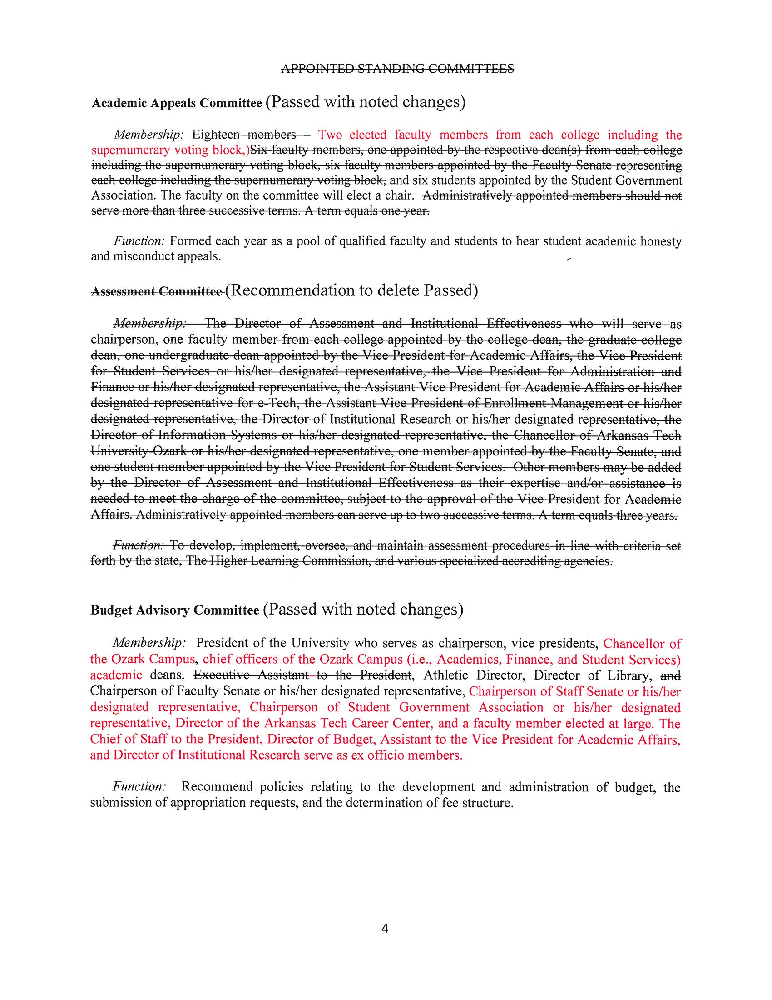 APPOINTED STANDING COMMITTEES
Academic Appeals Committee (Passed with noted changes)
Membership: Eighteen members – Two elected faculty members from each college including the
supernumerary voting block,)Six faculty members, one appointed by the respective dean(s) from each college
including the supernumerary voting block, six faculty members appointed by the Faculty Senate representing
each college including the supernumerary voting block, and six students appointed by the Student Government
Association. The faculty on the committee will elect a chair. Administratively appointed members should not
serve more than three successive terms. A term equals one year.
Function: Formed each year as a pool of qualified faculty and students to hear student academic honesty
and misconduct appeals.
Assessment Committee (Recommendation to delete Passed)
Membership: The Director of Assessment and Institutional Effectiveness who will serve as
chairperson, one faculty member from each college appointed by the college dean, the graduate college
dean, one undergraduate dean appointed by the Vice President for Academic Affairs, the Vice President
for Student Services or his/her designated representative, the Vice President for Administration and
Finance or his/her designated representative, the Assistant Vice President for Academic Affairs or his/her
designated representative for e-Tech, the Assistant Vice President of Enrollment Management or his/her
designated representative, the Director of Institutional Research or his/her designated representative, the
Director of Information Systems or his/her designated representative, the Chancellor of Arkansas Tech
University-Ozark or his/her designated representative, one member appointed by the Faculty Senate, and
one student member appointed by the Vice President for Student Services. Other members may be added
by the Director of Assessment and Institutional Effectiveness as their expertise and/or assistance is
needed to meet the charge of the committee, subject to the approval of the Vice President for Academic
Affairs. Administratively appointed members can serve up to two successive terms. A term equals three years.
Function: To develop, implement, oversee, and maintain assessment procedures in line with criteria set
forth by the state, The Higher Learning Commission, and various specialized accrediting agencies.
Budget Advisory Committee (Passed with noted changes)
Membership: President of the University who serves as chairperson, vice presidents, Chancellor of
the Ozark Campus, chief officers of the Ozark Campus (i.e., Academics, Finance, and Student Services)
academic deans, Executive Assistant to the President, Athletic Director, Director of Library, and
Chairperson of Faculty Senate or his/her designated representative, Chairperson of Staff Senate or his/her
designated representative, Chairperson of Student Government Association or his/her designated
representative, Director of the Arkansas Tech Career Center, and a faculty member elected at large. The
Chief of Staff to the President, Director of Budget, Assistant to the Vice President for Academic Affairs,
and Director of Institutional Research serve as ex officio members.
Function: Recommend policies relating to the development and administration of budget, the
submission of appropriation requests, and the determination of fee structure.
4